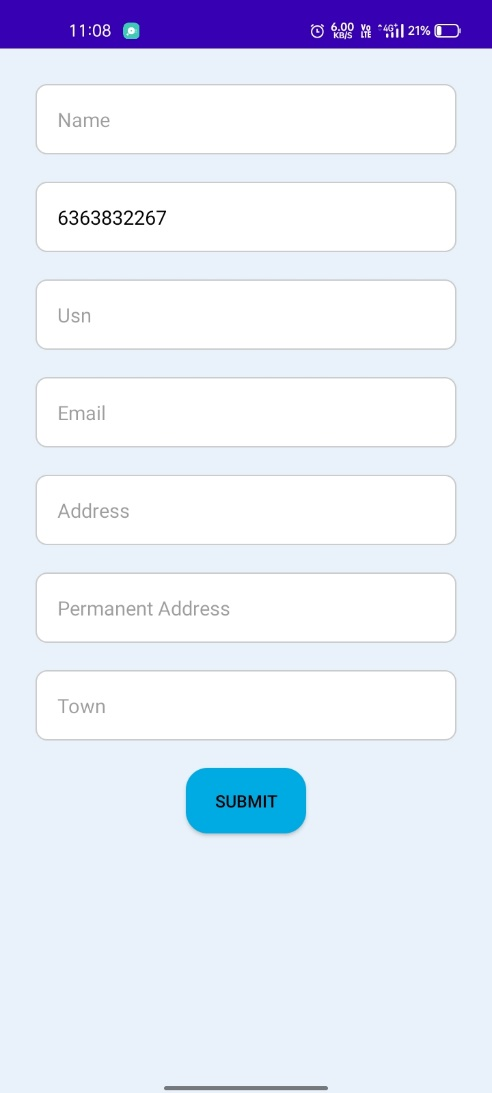 11:08 6.00 KB/S Vo LTE 4G+ 21%
Name
6363832267
Usn
Email
Address
Permanent Address
Town
SUBMIT